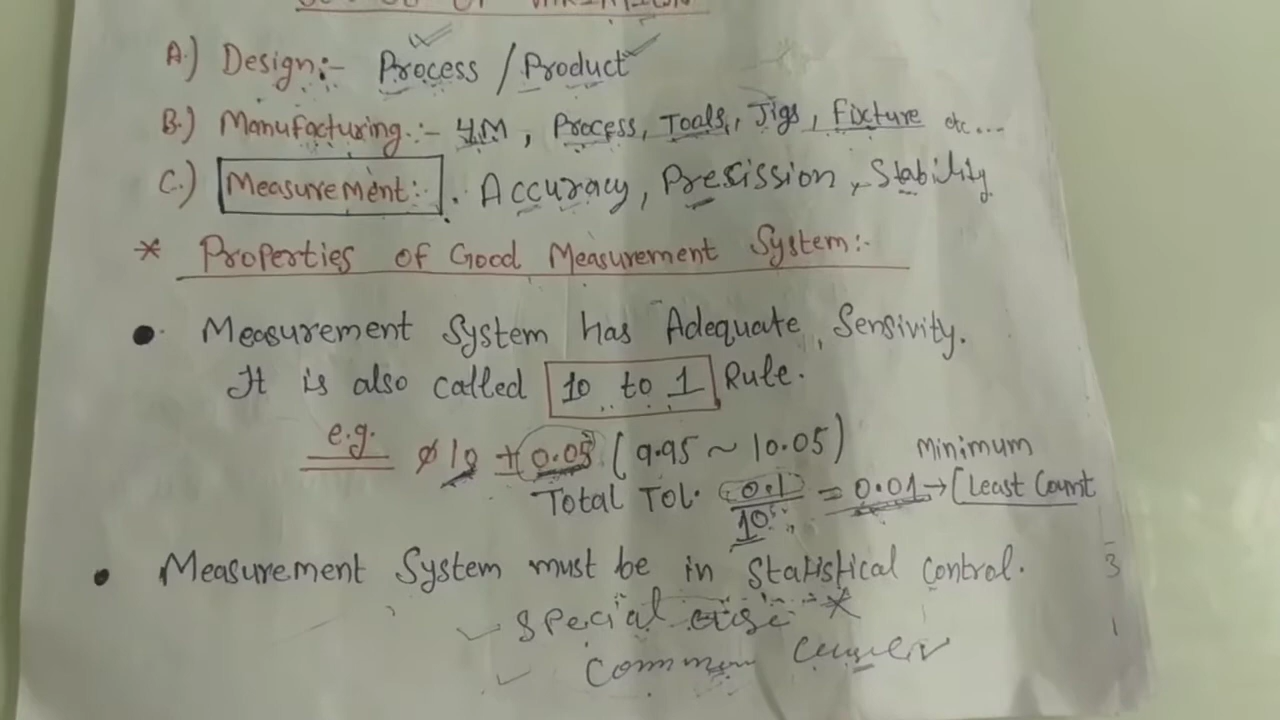 A.) Design:- Process / Product
B.) Manufacturing:- 4M, Process, Tools, Jigs, Fixture etc...
C.) Measurement:- Accuracy, Presission, Stability
* Properties of Good Measurement System:-
• Measurement System has Adequate, Sensivity.
It is also called 10 to 1 Rule.
e.g. ϕ10 ±0.05 (9.95 ~ 10.05)
Minimum
Total Tol. 0.1/10 = 0.01 → [Least Count
• Measurement System must be in Statistical Control.
3
Special
1
Common